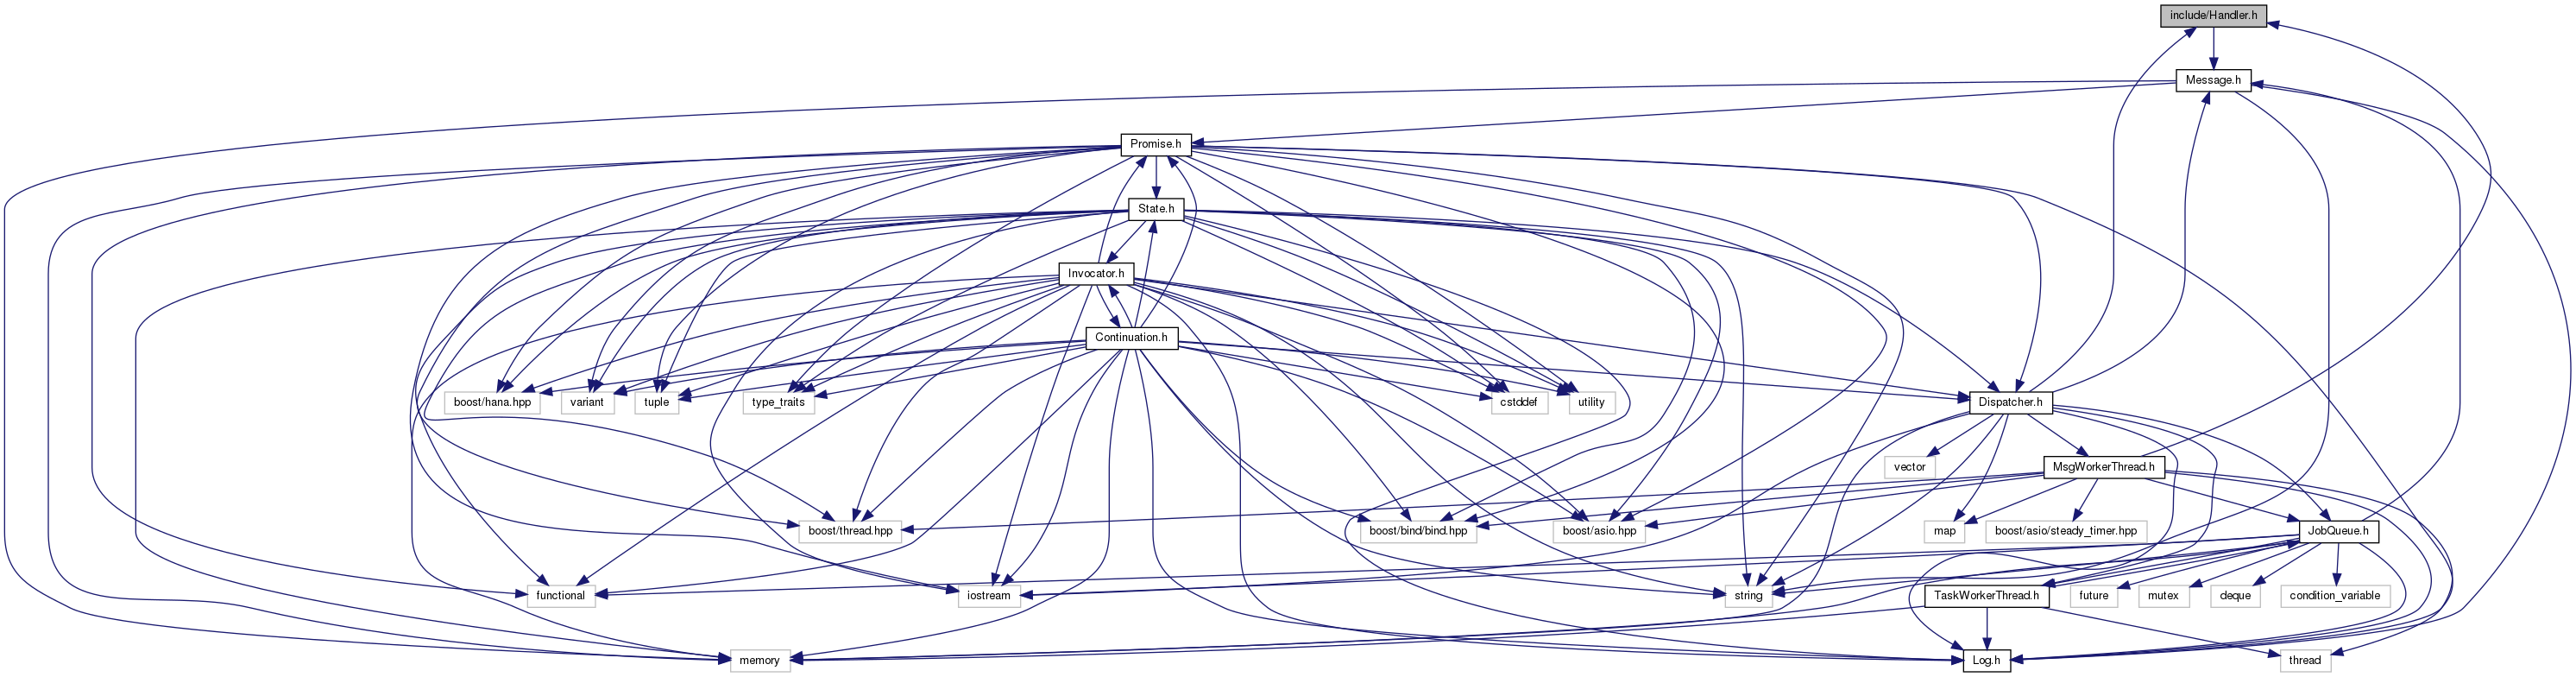 include/Handler.h
Message.h
Promise.h
State.h
Invocator.h
Continuation.h
boost/hana.hpp
variant
tuple
type_traits
cstddef
utility
Dispatcher.h
vector
MsgWorkerThread.h
boost/thread.hpp
boost/bind/bind.hpp
boost/asio.hpp
map
boost/asio/steady_timer.hpp
JobQueue.h
functional
iostream
string
TaskWorkerThread.h
future
mutex
deque
condition_variable
memory
Log.h
thread